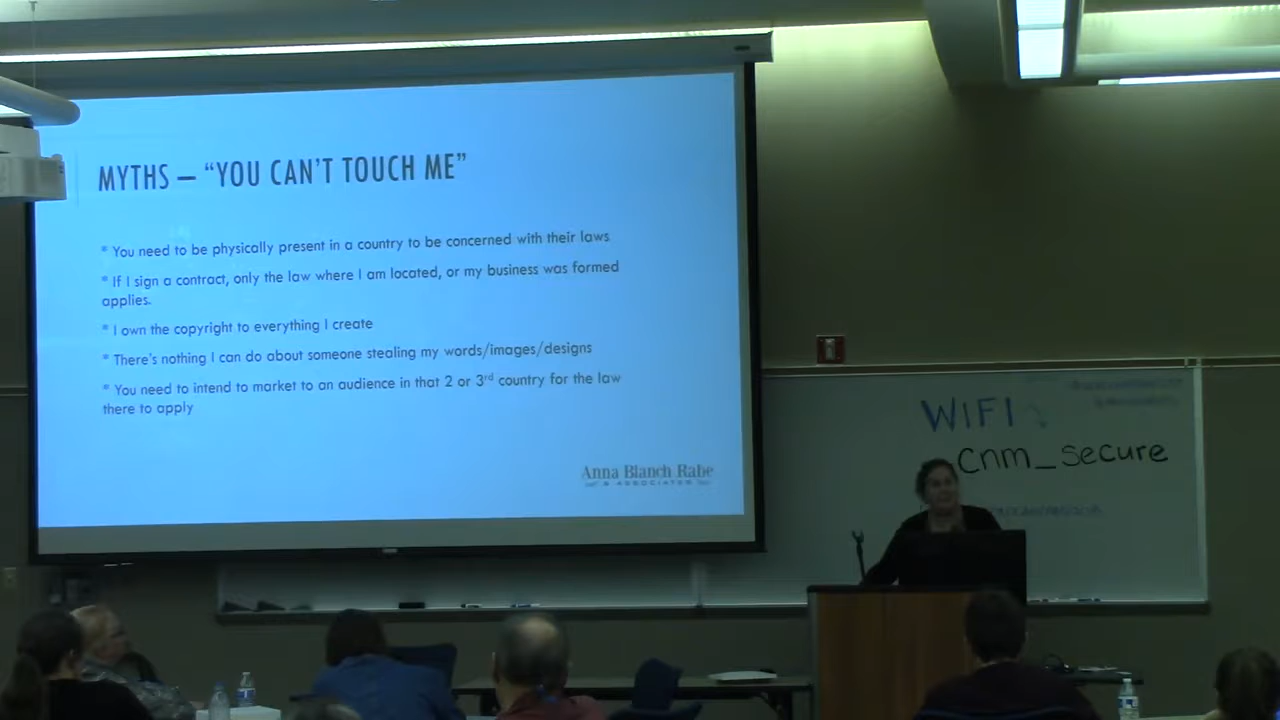 MYTHS – “YOU CAN’T TOUCH ME”
* You need to be physically present in a country to be concerned with their laws
* If I sign a contract, only the law where I am located, or my business was formed
applies.
* I own the copyright to everything I create
* There’s nothing I can do about someone stealing my words/images/designs
* You need to intend to market to an audience in that 2 or 3rd country for the law
there to apply
Anna Blanch Rabe
& ASSOCIATES
WIFI
cnm_secure